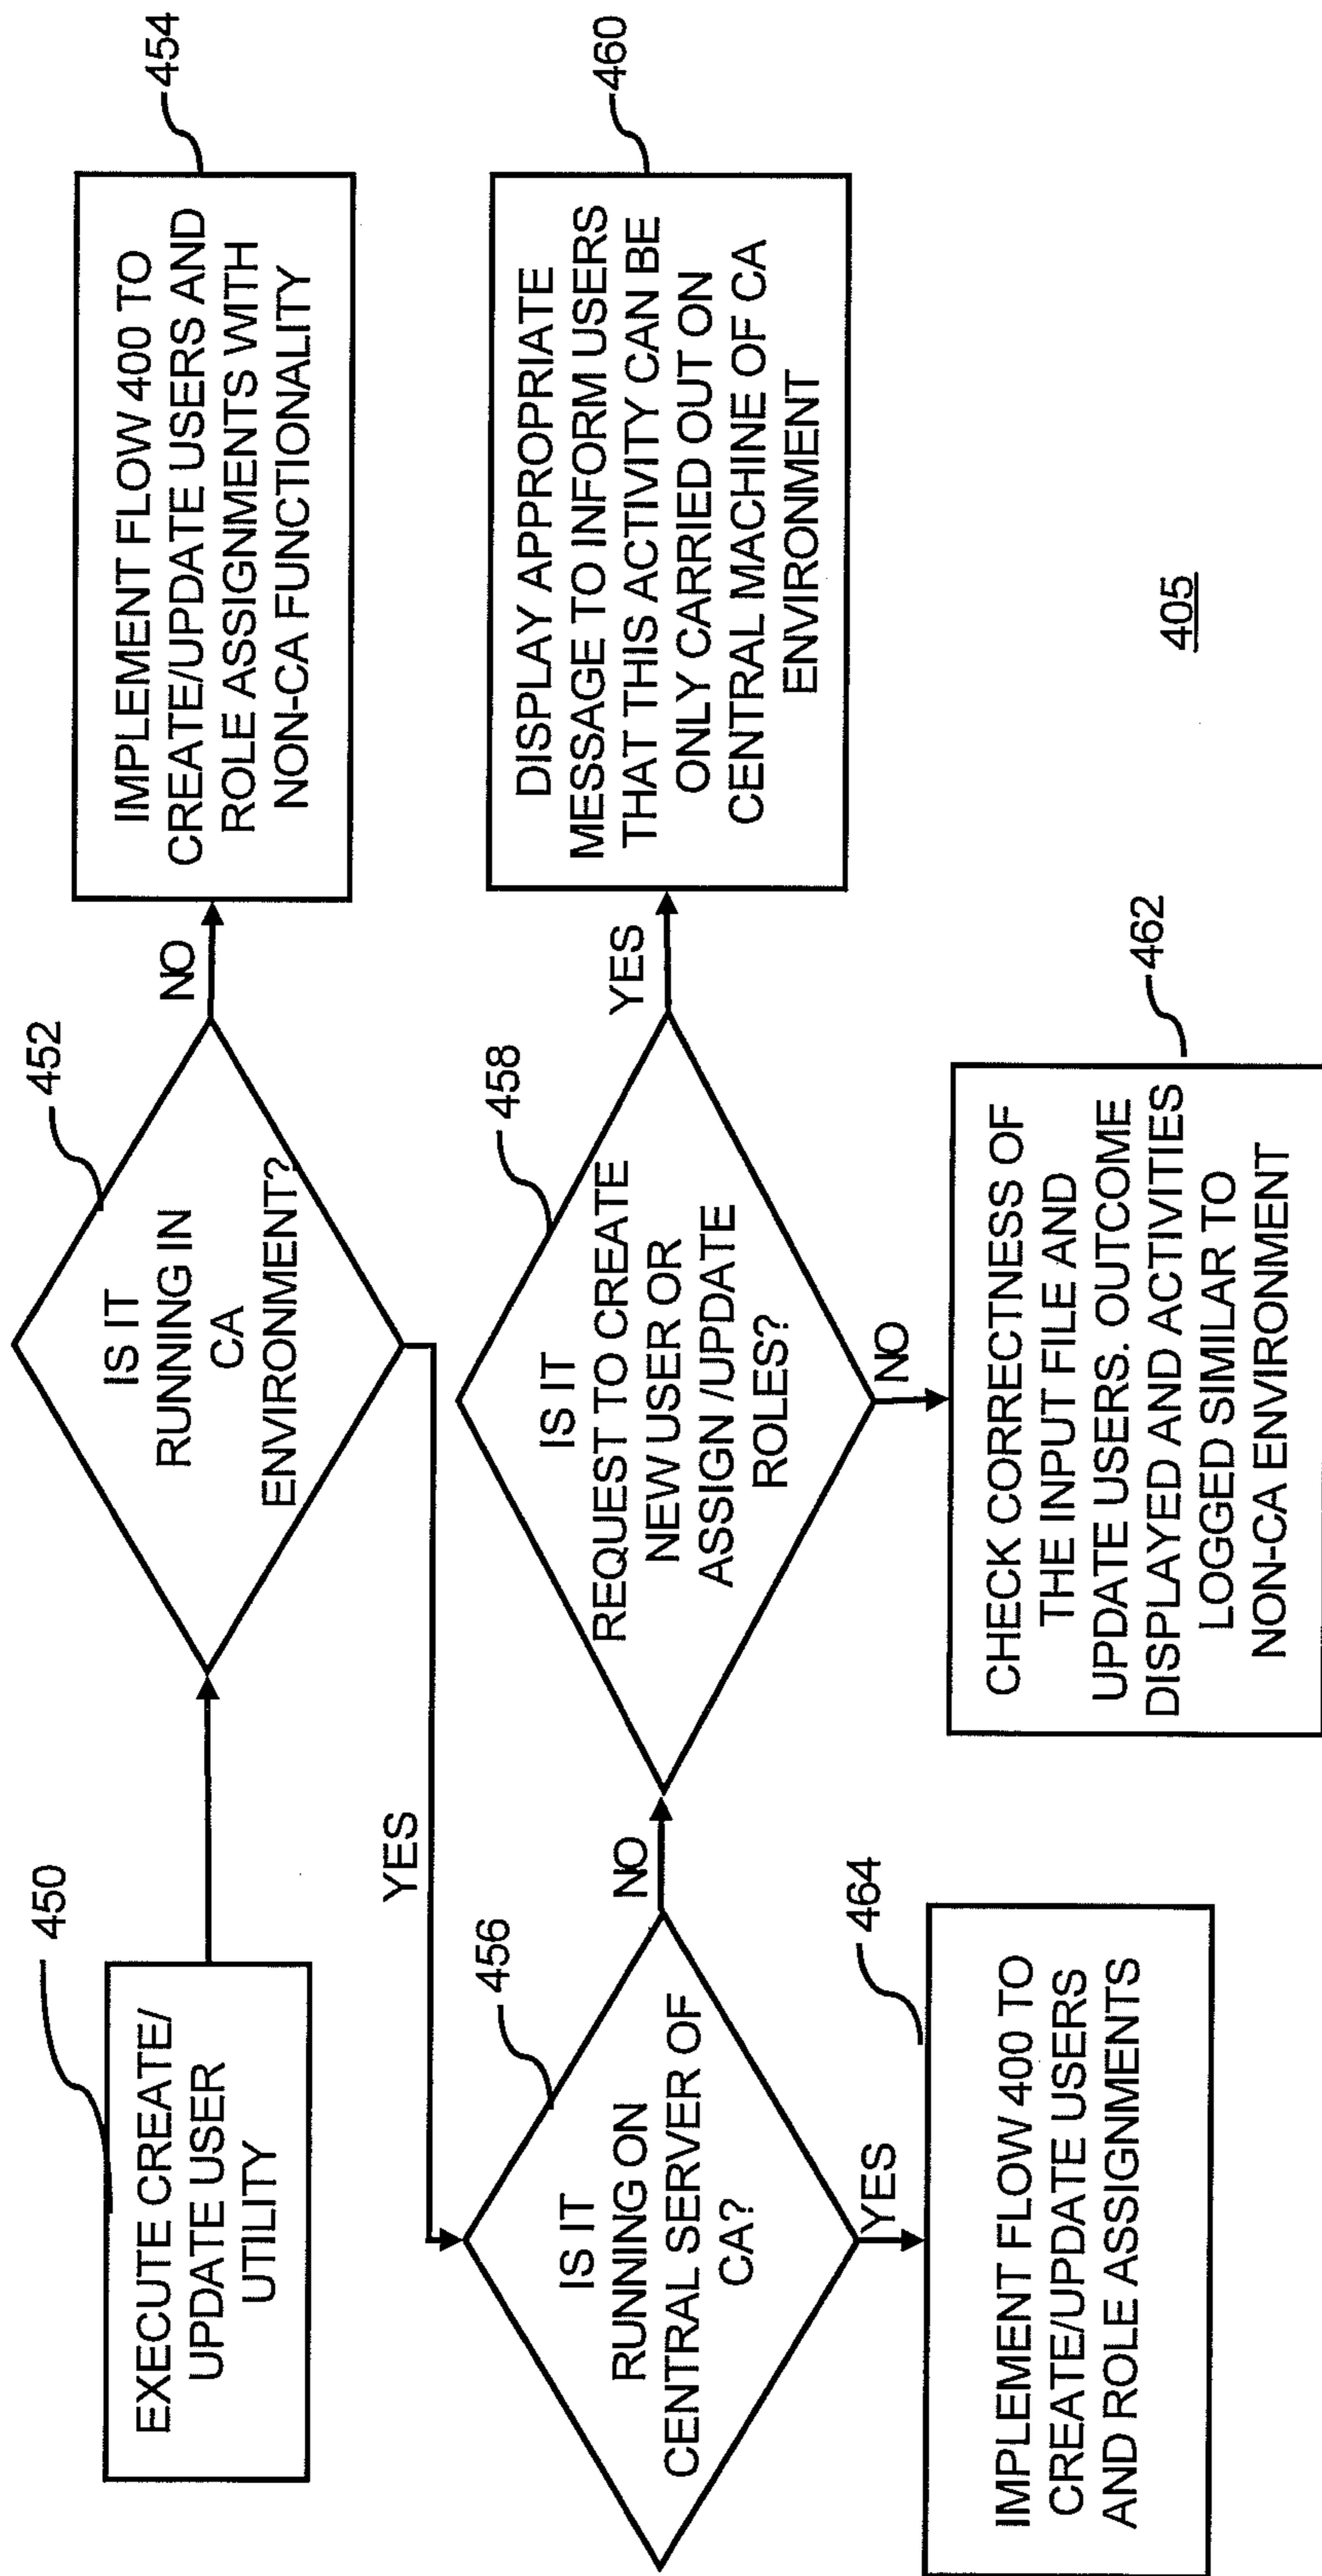 450
EXECUTE CREATE/
UPDATE USER
UTILITY
452
IS IT
RUNNING IN
CA
ENVIRONMENT?
NO
454
IMPLEMENT FLOW 400 TO
CREATE/UPDATE USERS AND
ROLE ASSIGNMENTS WITH
NON-CA FUNCTIONALITY
YES
456
IS IT
RUNNING ON
CENTRAL SERVER OF
CA?
NO
458
IS IT
REQUEST TO CREATE
NEW USER OR
ASSIGN /UPDATE
ROLES?
YES
460
DISPLAY APPROPRIATE
MESSAGE TO INFORM USERS
THAT THIS ACTIVITY CAN BE
ONLY CARRIED OUT ON
CENTRAL MACHINE OF CA
ENVIRONMENT
YES
464
IMPLEMENT FLOW 400 TO
CREATE/UPDATE USERS
AND ROLE ASSIGNMENTS
NO
462
CHECK CORRECTNESS OF
THE INPUT FILE AND
UPDATE USERS. OUTCOME
DISPLAYED AND ACTIVITIES
LOGGED SIMILAR TO
NON-CA ENVIRONMENT
405